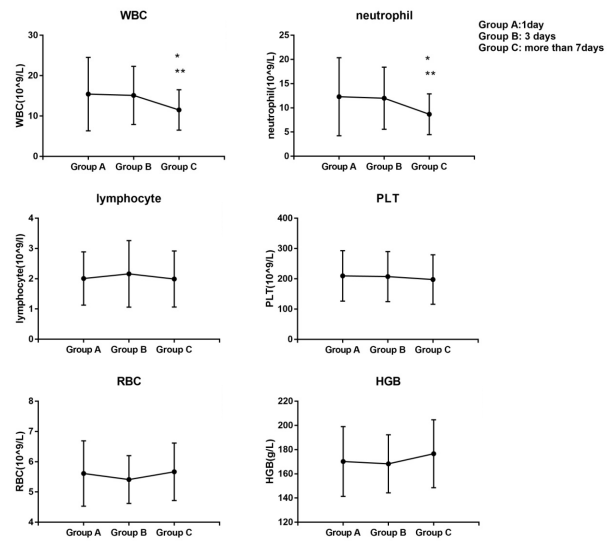 WBC
neutrophil
Group A:1day
Group B: 3 days
Group C: more than 7days
WBC(10^9/L)
30
20
10
0
*
**
Group A Group B Group C
neutrophil(10^9/L)
25
20
15
10
5
0
*
**
Group A Group B Group C
lymphocyte
lymphocyte(10^9/l)
4
3
2
1
0
Group A Group B Group C
PLT
PLT(10^9/L)
400
300
200
100
0
Group A Group B Group C
RBC
RBC(10^9/L)
8
7
6
5
4
Group A Group B Group C
HGB
HGB(g/L)
220
200
180
160
140
120
Group A Group B Group C